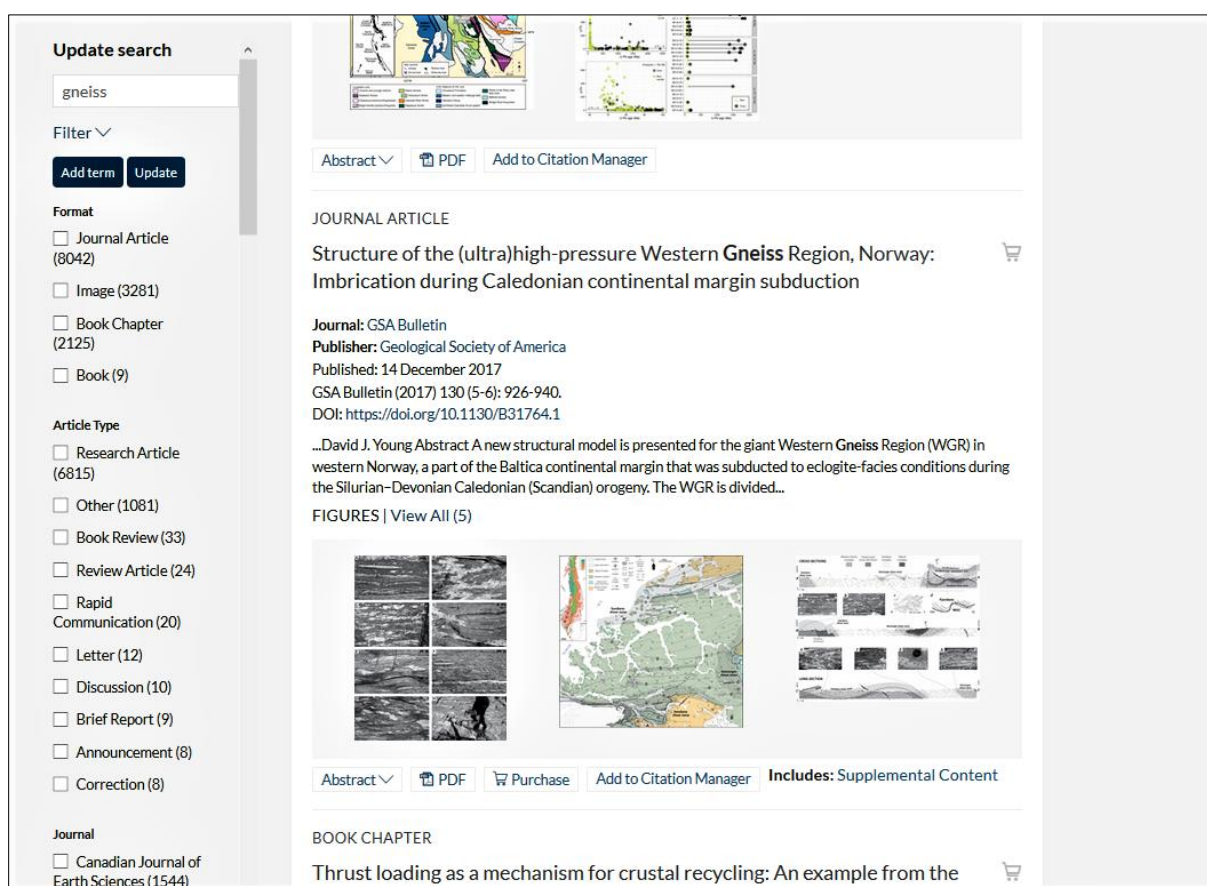 Update search
gneiss
Filter
Add term Update
Format
Journal Article
(8042)
Image (3281)
Book Chapter
(2125)
Book (9)
Article Type
Research Article
(6815)
Other (1081)
Book Review (33)
Review Article (24)
Rapid
Communication (20)
Letter (12)
Discussion (10)
Brief Report (9)
Announcement (8)
Correction (8)
Journal
Canadian Journal of
Earth Sciences (1544)
Abstract PDF Add to Citation Manager
JOURNAL ARTICLE
Structure of the (ultra)high-pressure Western Gneiss Region, Norway:
Imbrication during Caledonian continental margin subduction
Journal: GSA Bulletin
Publisher: Geological Society of America
Published: 14 December 2017
GSA Bulletin (2017) 130 (5-6): 926-940.
DOI: https://doi.org/10.1130/B31764.1
...David J. Young Abstract A new structural model is presented for the giant Western Gneiss Region (WGR) in
western Norway, a part of the Baltica continental margin that was subducted to eclogite-facies conditions during
the Silurian–Devonian Caledonian (Scandian) orogeny. The WGR is divided...
FIGURES | View All (5)
CROSS SECTIONS
LONG SECTION
Abstract PDF Purchase Add to Citation Manager Includes: Supplemental Content
BOOK CHAPTER
Thrust loading as a mechanism for crustal recycling: An example from the